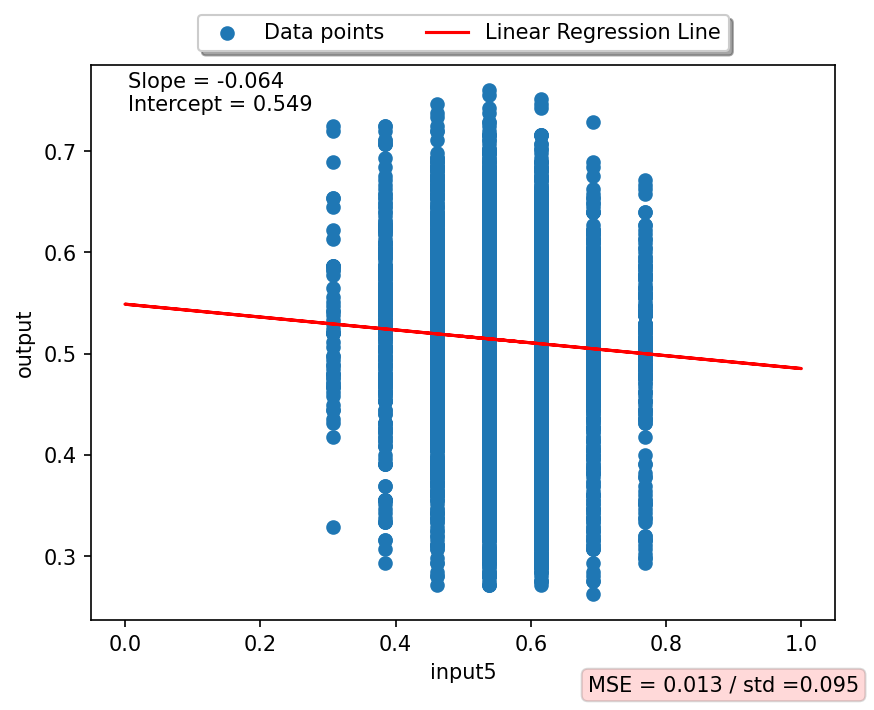 Data points Linear Regression Line
Slope = -0.064
Intercept = 0.549
0.7
0.6
0.5
0.4
0.3
output
0.0 0.2 0.4 0.6 0.8 1.0
input5
MSE = 0.013 / std =0.095